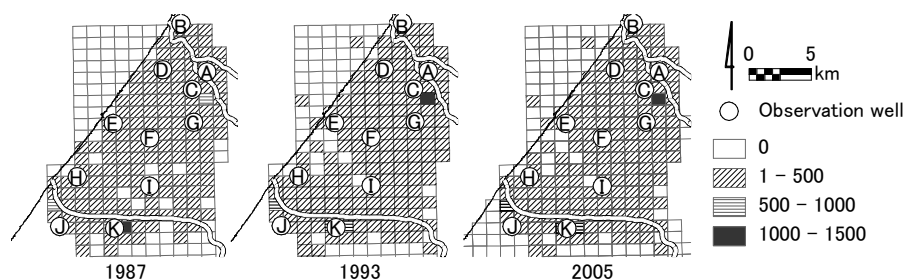 B
D
A
C
E
G
F
H
I
J
K
1987
B
D
A
C
E
G
F
H
I
J
K
1993
B
D
A
C
E
G
F
H
I
J
K
2005
0 5
km
Observation well
0
1 - 500
500 - 1000
1000 - 1500